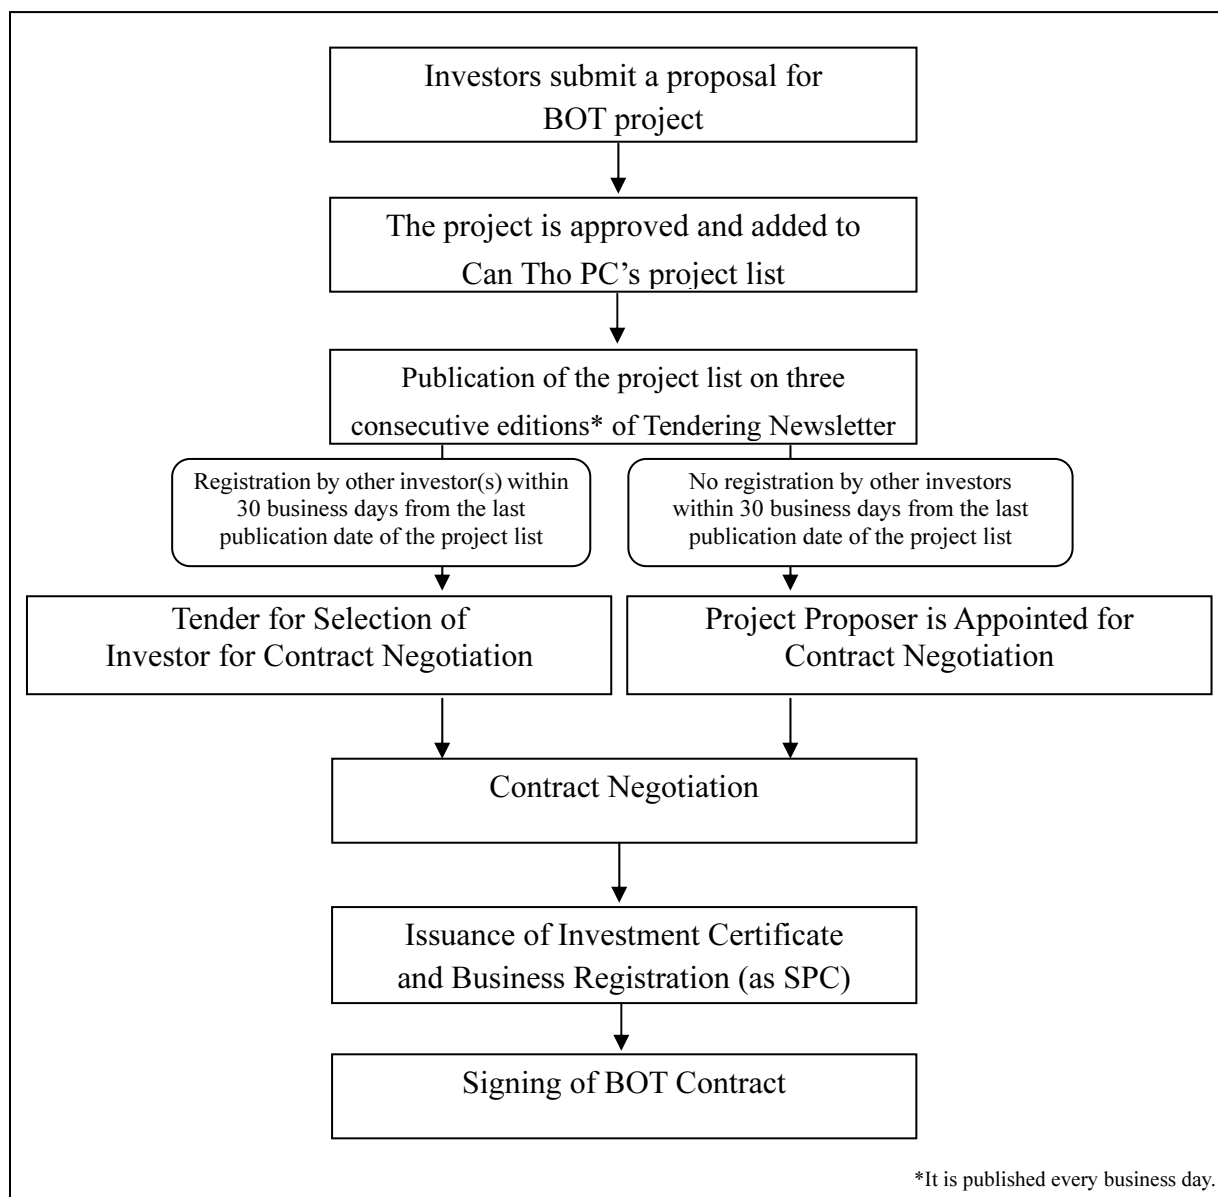 Investors submit a proposal for
BOT project
The project is approved and added to
Can Tho PC’s project list
Publication of the project list on three
consecutive editions* of Tendering Newsletter
Registration by other investor(s) within
30 business days from the last
publication date of the project list
No registration by other investors
within 30 business days from the last
publication date of the project list
Tender for Selection of
Investor for Contract Negotiation
Project Proposer is Appointed for
Contract Negotiation
Contract Negotiation
Issuance of Investment Certificate
and Business Registration (as SPC)
Signing of BOT Contract
*It is published every business day.